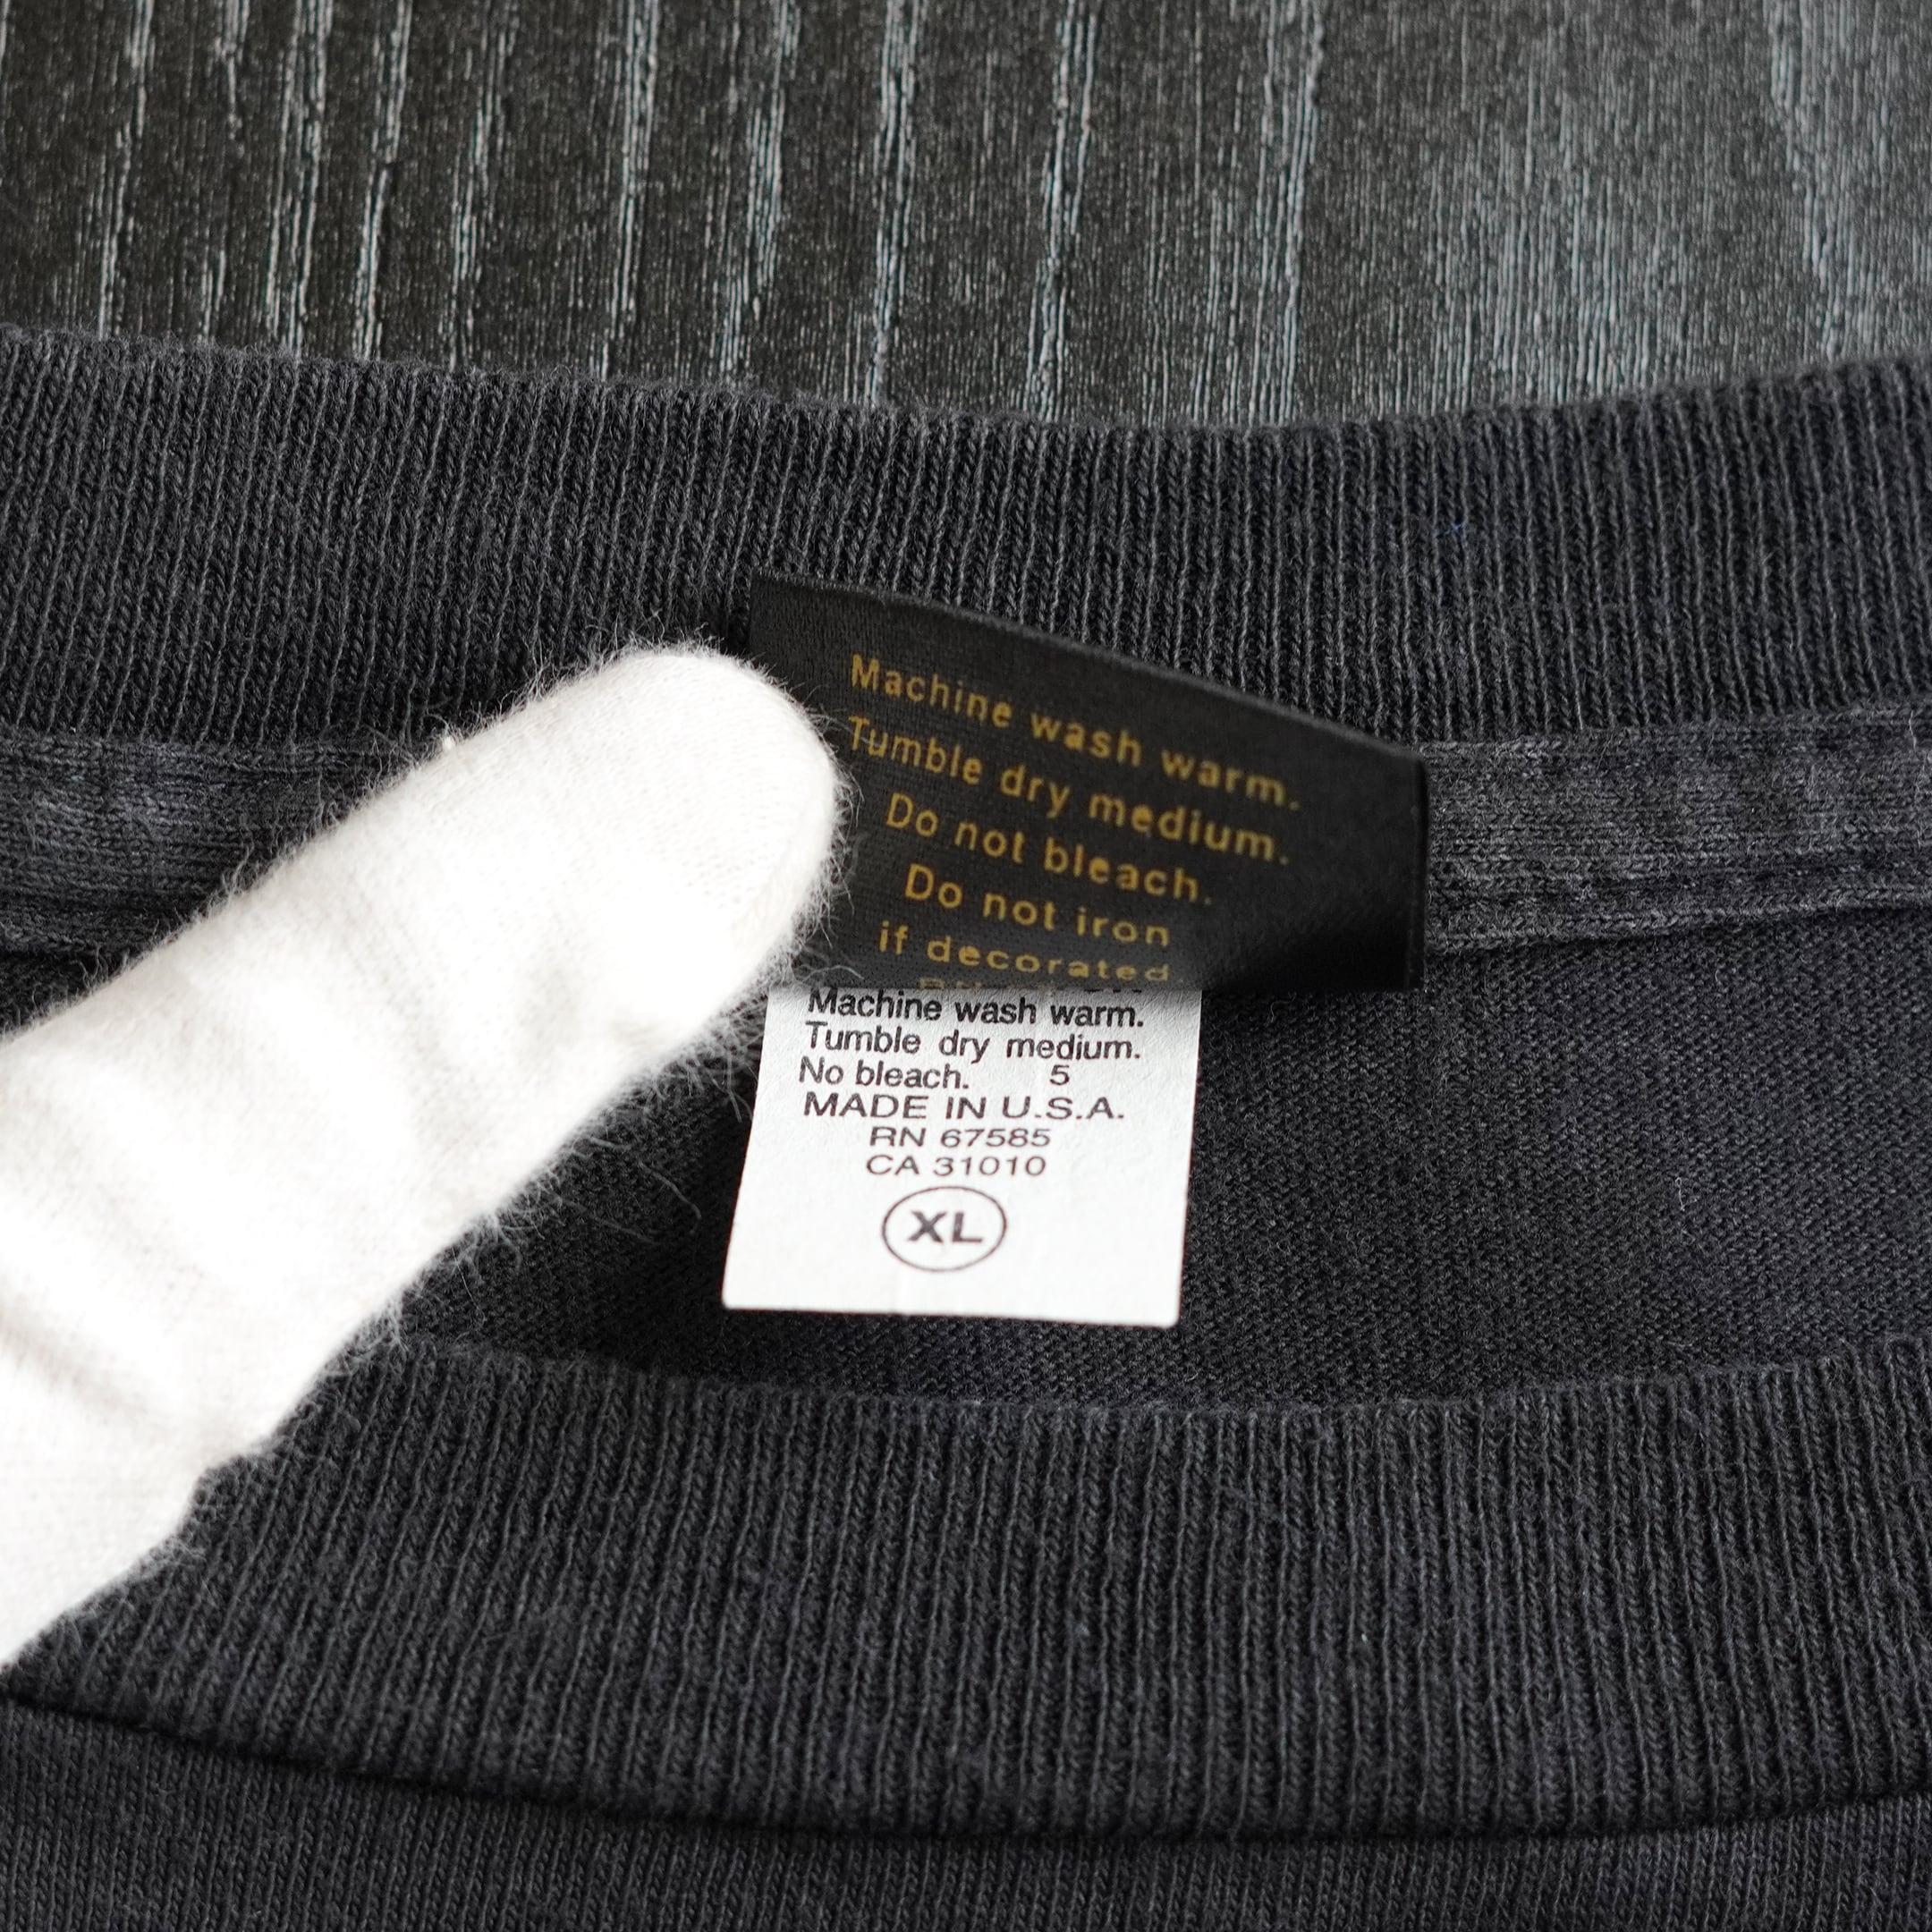 Machine wash warm.
Tumble dry medium.
Do not bleach.
Do not iron
if decorated
Machine wash warm.
Tumble dry medium.
No bleach. 5
MADE IN U.S.A.
RN 67585
CA 31010
XL